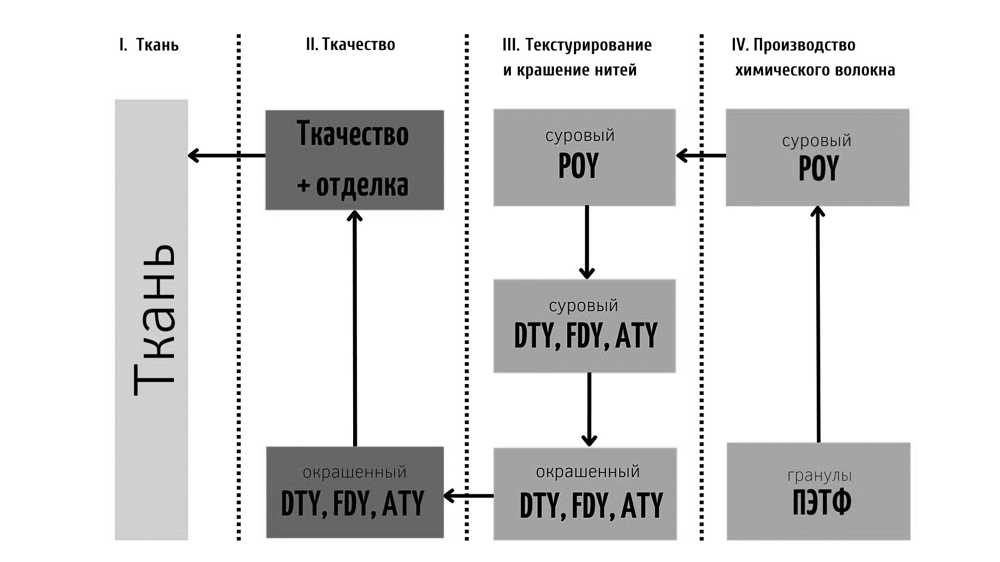 I. Ткань
II. Ткачество
III. Текстурирование
и крашение нитей
IV. Производство
химического волокна
Ткань
Ткачество
+ отделка
окрашенный
DTY, FDY, ATY
суровый
POY
суровый
DTY, FDY, ATY
окрашенный
DTY, FDY, ATY
суровый
POY
гранулы
ПЭТФ